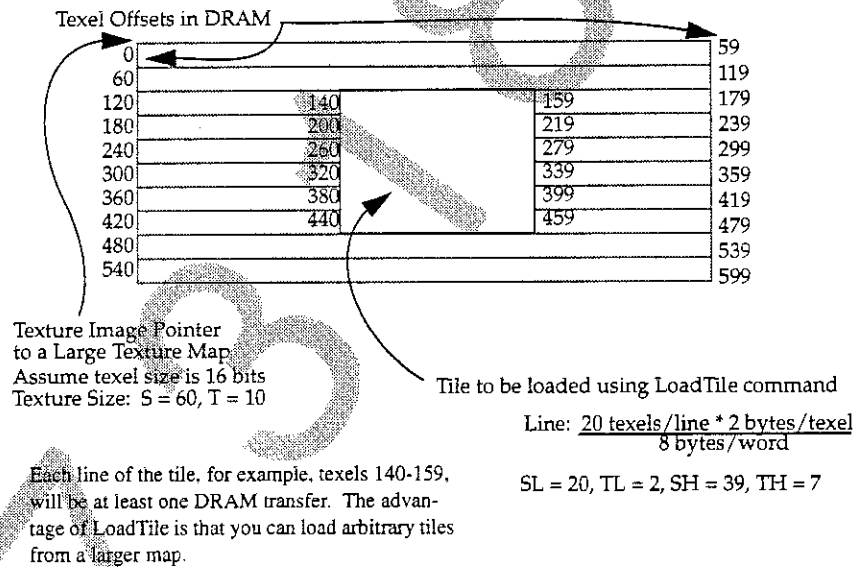 Texel Offsets in DRAM
0 59
60 119
120 140 159 179
180 200 219 239
240 260 279 299
300 320 339 359
360 380 399 419
420 440 459 479
480 539
540 599
Texture Image Pointer
to a Large Texture Map
Assume texel size is 16 bits
Texture Size: S = 60, T = 10
Tile to be loaded using LoadTile command
Line: 20 texels/line * 2 bytes/texel
8 bytes/word
SL = 20, TL = 2, SH = 39, TH = 7
Each line of the tile, for example, texels 140-159,
will be at least one DRAM transfer. The advan-
tage of LoadTile is that you can load arbitrary tiles
from a larger map.